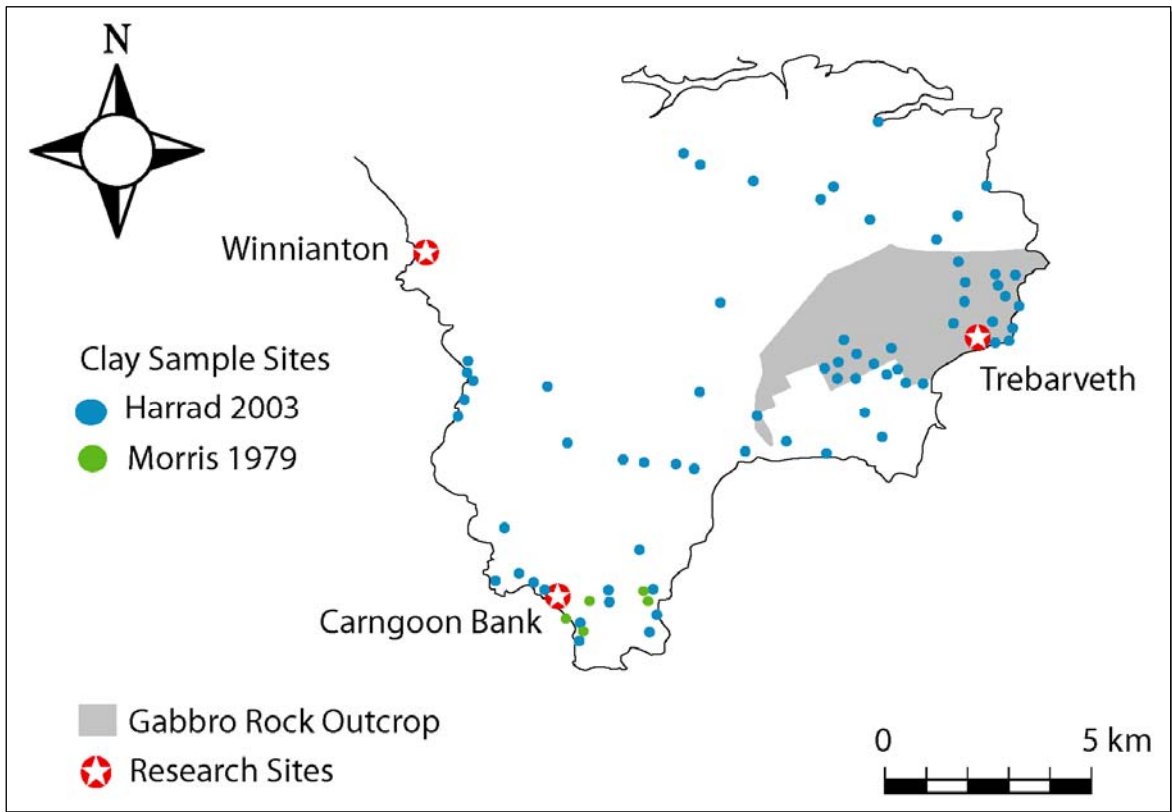 N
Winnianton
Clay Sample Sites
Harrad 2003
Morris 1979
Trebarveth
Carngoon Bank
Gabbro Rock Outcrop
Research Sites
0 5 km